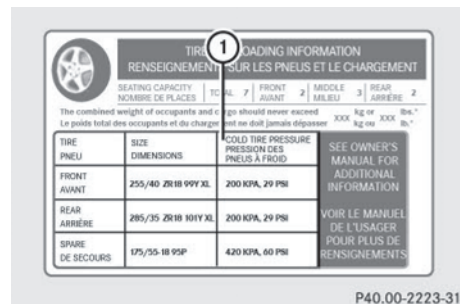 1
TIRE LOADING INFORMATION
RENSEIGNEMENT SUR LES PNEUS ET LE CHARGEMENT
SEATING CAPACITY TOTAL 7 FRONT 2 MIDDLE 3 REAR 2
NOMBRE DE PLACES AVANT MILIEU ARRIÈRE
The combined weight of occupants and cargo should never exceed XXX kg or XXX lbs.*
Le poids total des occupants et du chargement ne doit jamais dépasser kg ou lb.*
TIRE
PNEU
SIZE
DIMENSIONS
COLD TIRE PRESSURE
PRESSION DES
PNEUS À FROID
SEE OWNER'S
MANUAL FOR
ADDITIONAL
INFORMATION
VOIR LE MANUEL
DE L'USAGER
POUR PLUS DE
RENSIGNEMENTS
FRONT
AVANT
255/40 ZR18 99Y XL
200 KPA, 29 PSI
REAR
ARRIÈRE
285/35 ZR18 101Y XL
200 KPA, 29 PSI
SPARE
DE SECOURS
175/55-18 95P
420 KPA, 60 PSI
P40.00-2223-31